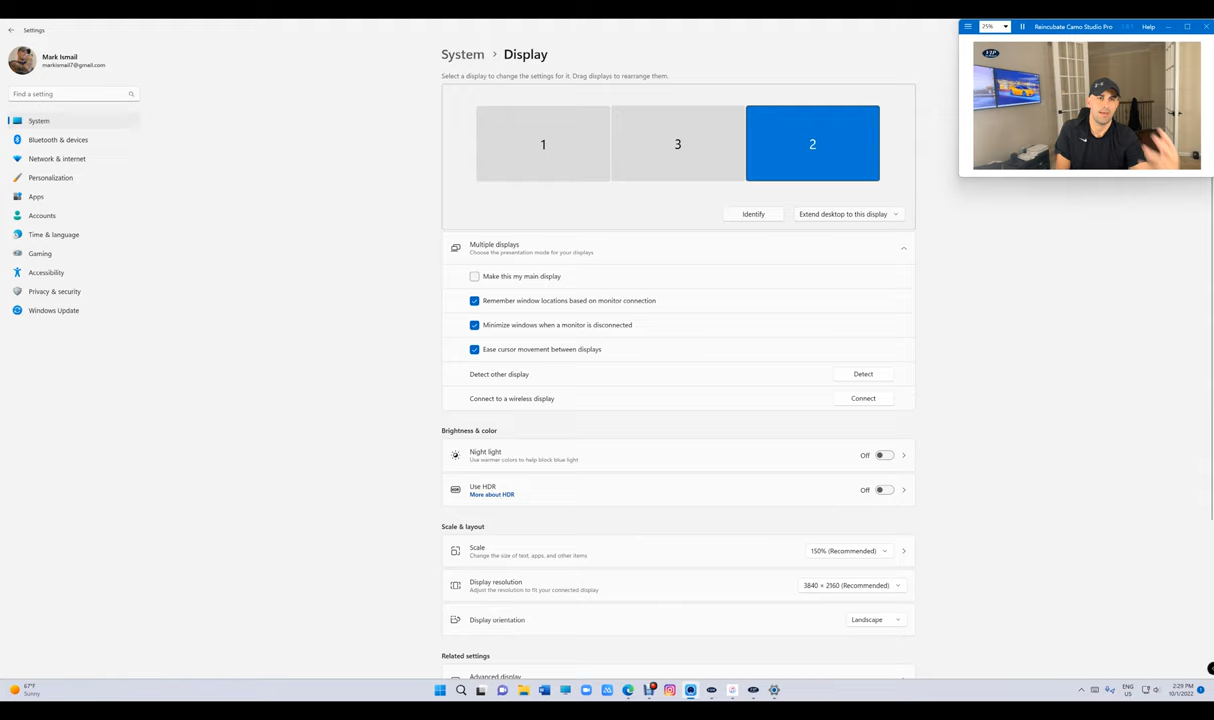 Settings
25%
Reincubate Camo Studio Pro
Help
Mark Ismail
markismail7@gmail.com
Find a setting
System
Bluetooth & devices
Network & internet
Personalization
Apps
Accounts
Time & language
Gaming
Accessibility
Privacy & security
Windows Update
System > Display
Select a display to change the settings for it. Drag displays to rearrange them.
1
3
2
Identify
Extend desktop to this display
Multiple displays
Choose the presentation mode for your displays
Make this my main display
Remember window locations based on monitor connection
Minimize windows when a monitor is disconnected
Ease cursor movement between displays
Detect other display
Detect
Connect to a wireless display
Connect
Brightness & color
Night light
Use warmer colors to help block blue light
Off
Use HDR
More about HDR
Off
Scale & layout
Scale
Change the size of text, apps, and other items
150% (Recommended)
Display resolution
Adjust the resolution to fit your connected display
3840 × 2160 (Recommended)
Display orientation
Landscape
Related settings
Advanced display
67°F
Sunny
ENG
US
2:29 PM
10/1/2022
VIP